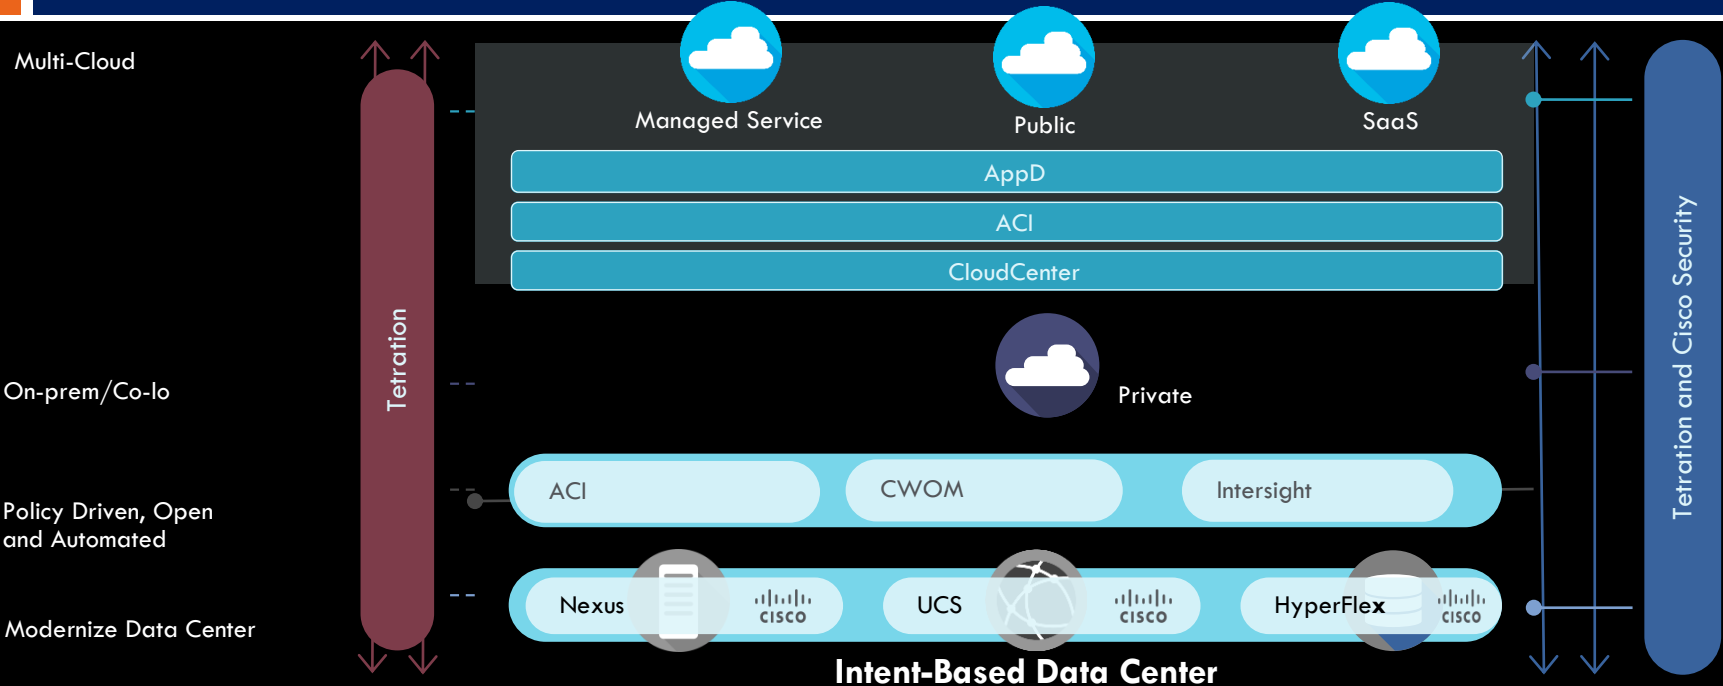 Multi-Cloud
Managed Service
Public
SaaS
AppD
ACI
CloudCenter
Tetration
Tetration and Cisco Security
On-prem/Co-lo
Private
Policy Driven, Open
and Automated
ACI
CWOM
Intersight
Modernize Data Center
Nexus
CISCO
UCS
CISCO
HyperFlex
CISCO
Intent-Based Data Center